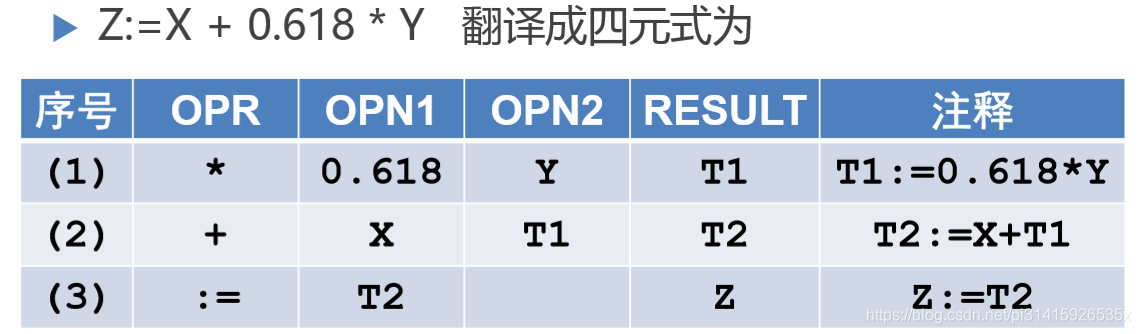 Z:=X + 0.618 * Y 翻译成四元式为
序号 OPR OPN1 OPN2 RESULT 注释
(1) * 0.618 Y T1 T1:=0.618*Y
(2) + X T1 T2 T2:=X+T1
(3) := T2 Z Z:=T2
https://blog.csdn.net/pi31415926535x